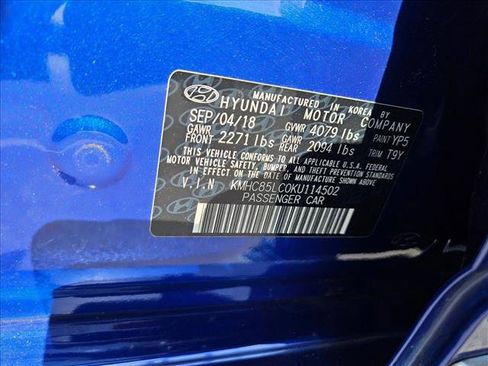 MANUFACTURED IN KOREA BY
HYUNDAI MOTOR COMPANY
SEP/04/18 GVWR 4079 lbs PAINT YP5
GAWR FRONT 2271 lbs GAWR REAR 2094 lbs TRIM T9Y
THIS VEHICLE CONFORMS TO ALL APPLICABLE U.S.A. FEDERAL
MOTOR VEHICLE SAFETY, BUMPER, AND THEFT PREVENTION
STANDARDS IN EFFECT ON THE DATE OF MANUFACTURE SHOWN ABOVE.
V.I.N KMHC85LC0KU114502
PASSENGER CAR